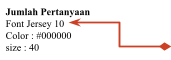 Jumlah Pertanyaan
Font Jersey 10
Color : #000000
size : 40